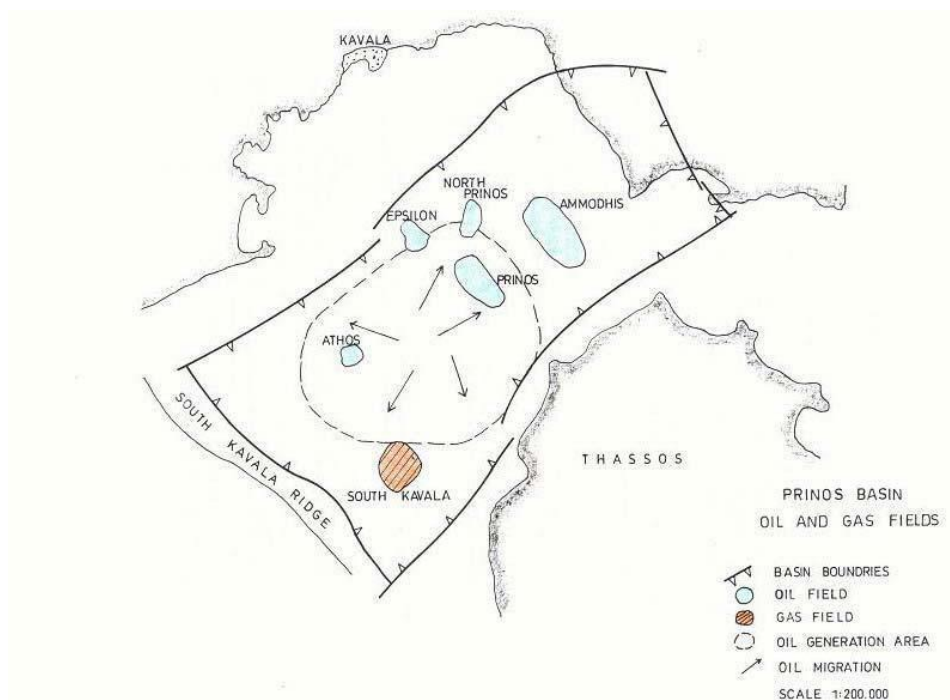 KAVALA
NORTH
PRINOS
EPSILON
AMMODHIS
PRINOS
ATHOS
SOUTH KAVALA RIDGE
THASSOS
SOUTH KAVALA
PRINOS BASIN
OIL AND GAS FIELDS
BASIN BOUNDRIES
OIL FIELD
GAS FIELD
OIL GENERATION AREA
OIL MIGRATION
SCALE 1:200.000